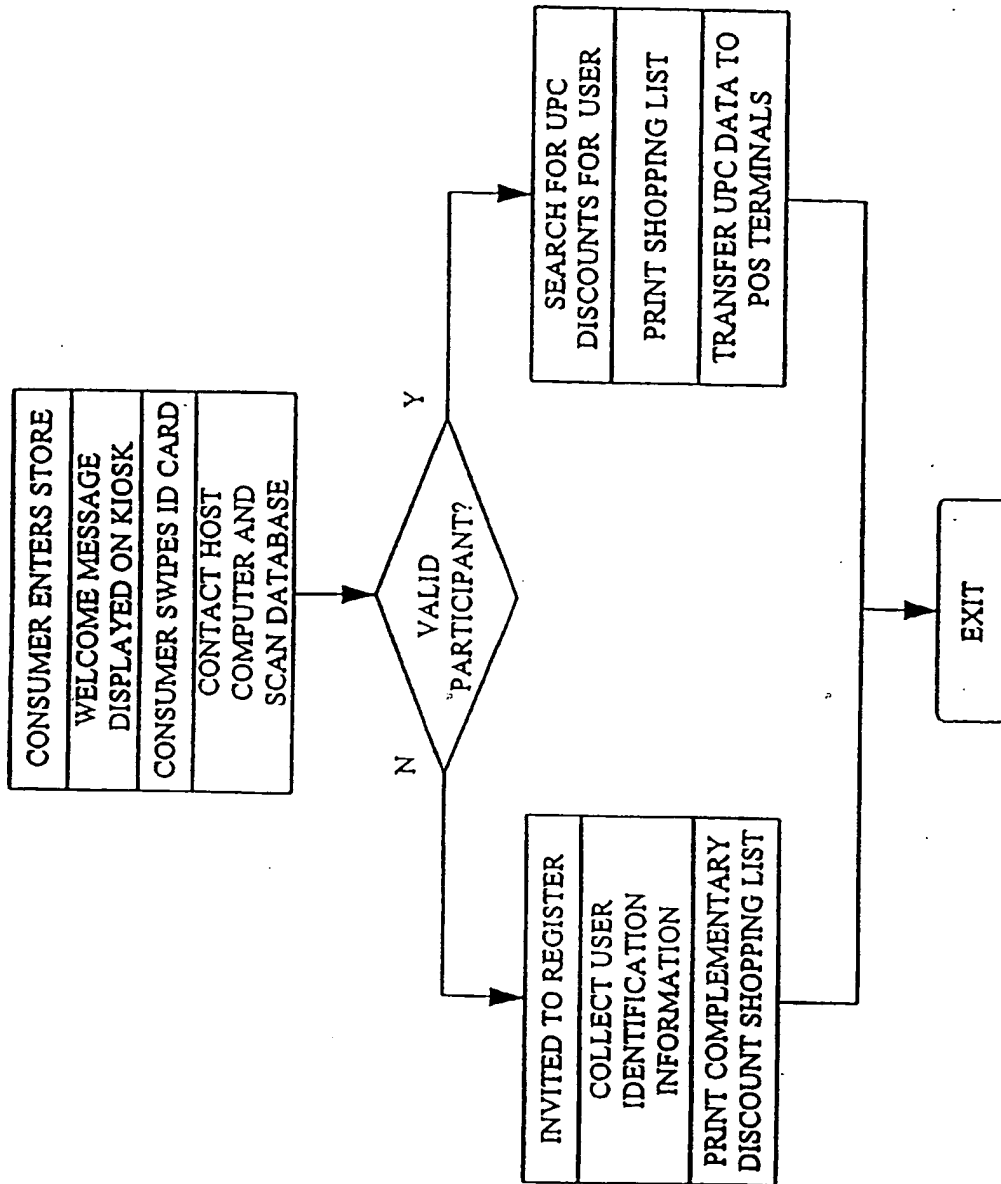 CONSUMER ENTERS STORE
WELCOME MESSAGE
DISPLAYED ON KIOSK
CONSUMER SWIPES ID CARD
CONTACT HOST
COMPUTER AND
SCAN DATABASE
VALID
PARTICIPANT?
N
Y
INVITED TO REGISTER
COLLECT USER
IDENTIFICATION
INFORMATION
PRINT COMPLEMENTARY
DISCOUNT SHOPPING LIST
SEARCH FOR UPC
DISCOUNTS FOR USER
PRINT SHOPPING LIST
TRANSFER UPC DATA TO
POS TERMINALS
EXIT